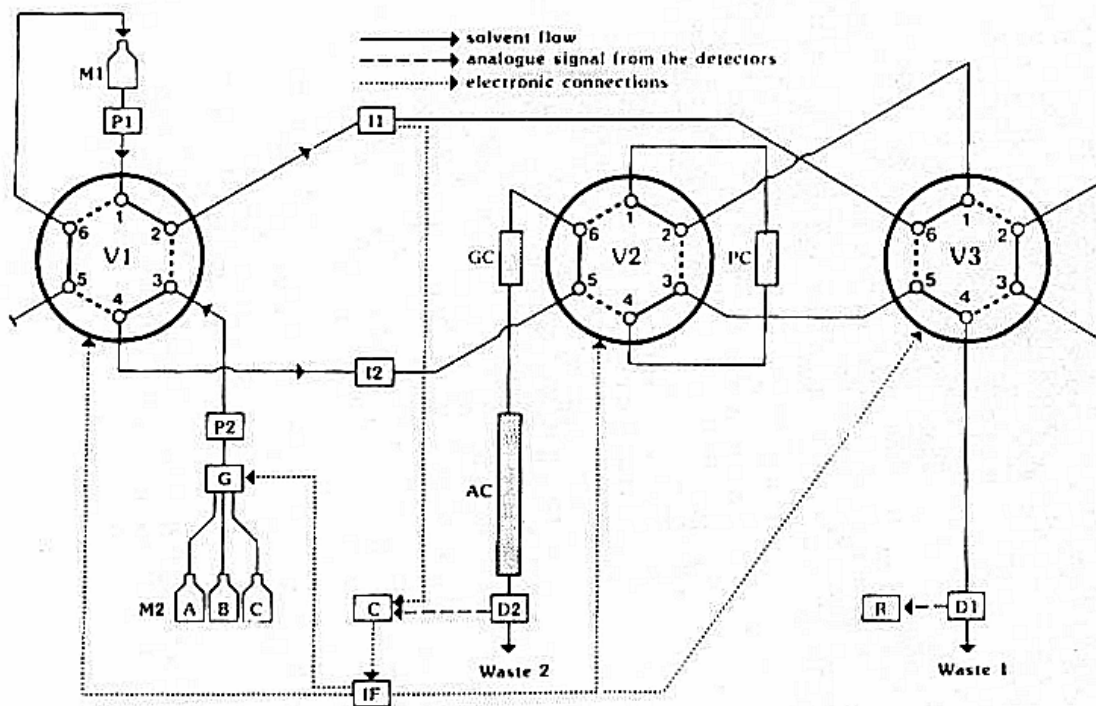 solvent flow
analogue signal from the detectors
electronic connections
M1
P1
I1
1
6
2
V1
5
3
4
1
6
2
GC
V2
PC
5
3
4
1
6
2
V3
5
3
4
I2
P2
G
AC
M2
A
B
C
C
D2
R
D1
Waste 2
Waste 1
IF